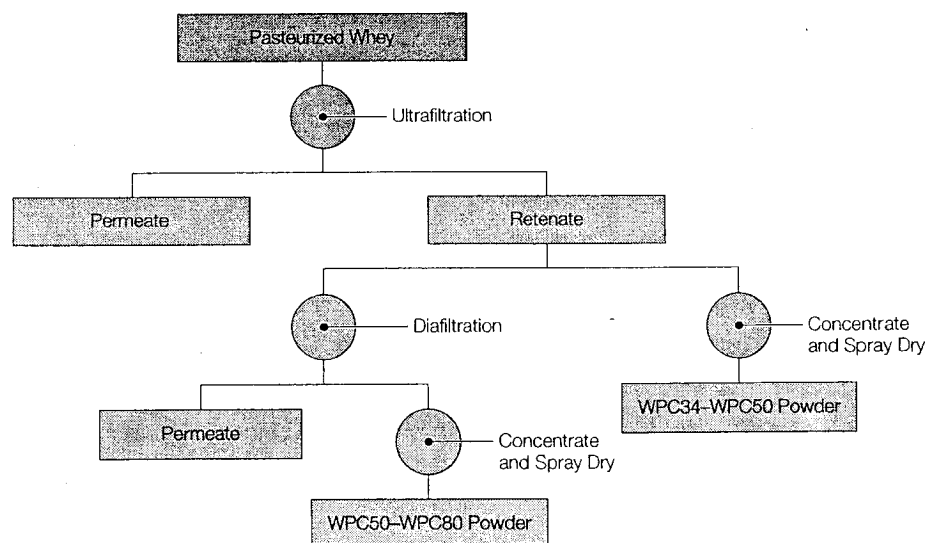 Pasteurized Whey
Ultrafiltration
Permeate
Retenate
Diafiltration
Concentrate
and Spray Dry
WPC34–WPC50 Powder
Permeate
Concentrate
and Spray Dry
WPC50–WPC80 Powder